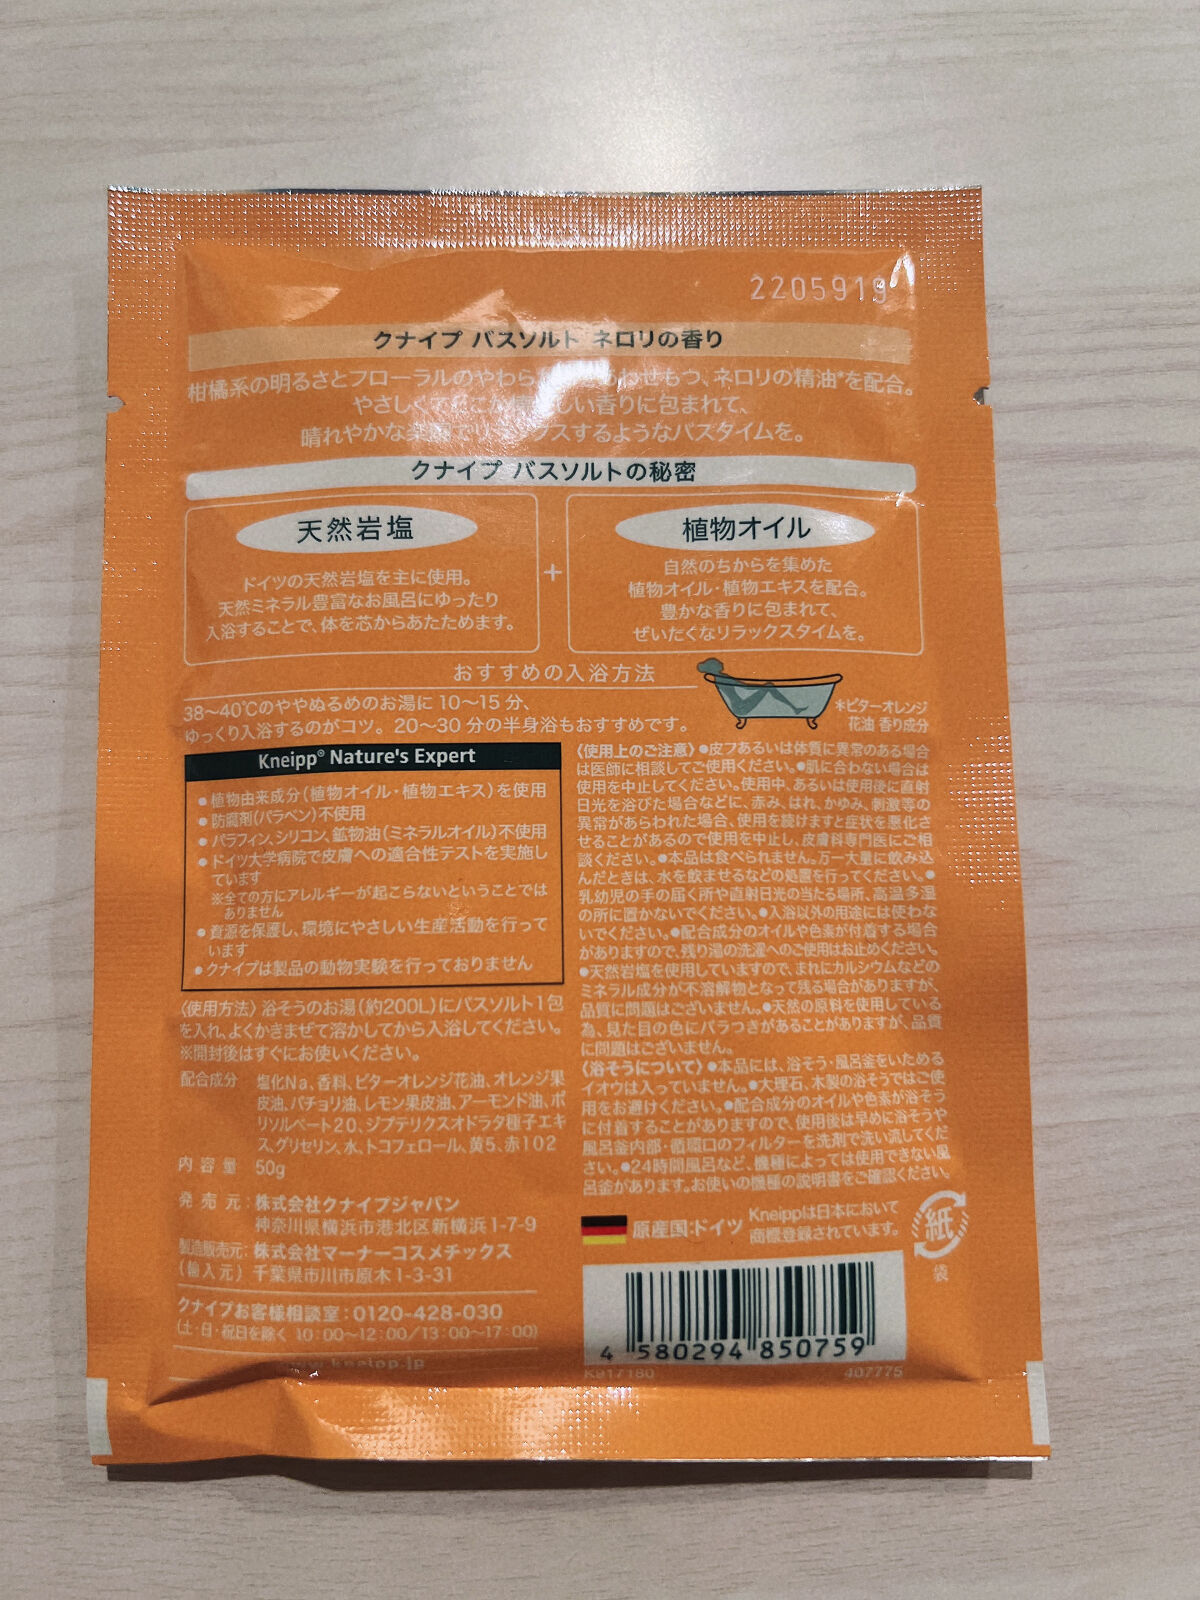 2205919
クナイプ バスソルト ネロリの香り
柑橘系の明るさとフローラルのやわら あわせもつ、ネロリの精油*を配合。
やさしく しい香りに包まれて、
晴れやかな楽園でリ ックスするようなバスタイムを。
クナイプ バスソルトの秘密
天然岩塩
ドイツの天然岩塩を主に使用。
天然ミネラル豊富なお風呂にゆったり
入浴することで、体を芯からあたためます。
+
植物オイル
自然のちからを集めた
植物オイル・植物エキスを配合。
豊かな香りに包まれて、
ぜいたくなリラックスタイムを。
おすすめの入浴方法
38〜40℃のややぬるめのお湯に 10〜15 分、
ゆっくり入浴するのがコツ。20〜30 分の半身浴もおすすめです。
*ビターオレンジ
花油 香り成分
Kneipp® Nature's Expert
●植物由来成分(植物オイル・植物エキス)を使用
●防腐剤(パラベン)不使用
●パラフィン、シリコン、鉱物油(ミネラルオイル)不使用
●ドイツ大学病院で皮膚への適合性テストを実施し
ています
※全ての方にアレルギーが起こらないということでは
ありません
●資源を保護し、環境にやさしい生産活動を行って
います
●クナイプは製品の動物実験を行っておりません
〈使用方法〉浴そうのお湯(約200L)にバスソルト1包
を入れ、よくかきまぜて溶かしてから入浴してください。
※開封後はすぐにお使いください。
配合成分 塩化Na、香料、ビターオレンジ花油、オレンジ果
皮油、パチョリ油、レモン果皮油、アーモンド油、ポ
リソルベート20、ジプテリクスオドラタ種子エキ
ス、グリセリン、水、トコフェロール、黄5、赤102
内容量 50g
発売元:株式会社クナイプジャパン
神奈川県横浜市港北区新横浜1-7-9
製造販売元:株式会社マーナーコスメチックス
(輸入元) 千葉県市川市原木1-3-31
クナイプお客様相談室:0120-428-030
(土・日・祝日を除く 10:00〜12:00/13:00〜17:00)
www.kneipp.jp
〈使用上のご注意〉●皮フあるいは体質に異常のある場合
は医師に相談してご使用ください。●肌に合わない場合は
使用を中止してください。使用中、あるいは使用後に直射
日光を浴びた場合などに、赤み、はれ、かゆみ、刺激等の
異常があらわれた場合、使用を続けますと症状を悪化さ
せることがあるので使用を中止し、皮膚科専門医にご相
談ください。●本品は食べられません。万一大量に飲み込
んだときは、水を飲ませるなどの処置を行ってください。●
乳幼児の手の届く所や直射日光の当たる場所、高温多湿
の所に置かないでください。●入浴以外の用途には使わな
いでください。●配合成分のオイルや色素が付着する場合
がありますので、残り湯の洗濯へのご使用はお止めください。
●天然岩塩を使用していますので、まれにカルシウムなどの
ミネラル成分が不溶解物となって残る場合がありますが、
品質に問題はございません。●天然の原料を使用している
為、見た目の色にバラつきがあることがありますが、品質
に問題はございません。
〈浴そうについて〉●本品には、浴そう・風呂釜をいためる
イオウは入っていません。●大理石、木製の浴そうではご使
用をお避けください。●配合成分のオイルや色素が浴そう
に付着することがありますので、使用後は早めに浴そうや
風呂釜内部・循環口のフィルターを洗剤で洗い流してくだ
さい。●24時間風呂など、機種によっては使用できない風
呂釜があります。お使いの機種の説明書をご確認ください。
原産国:ドイツ
Kneippは日本において
商標登録されています。
紙
袋
4 580294 850759
K917180 407775